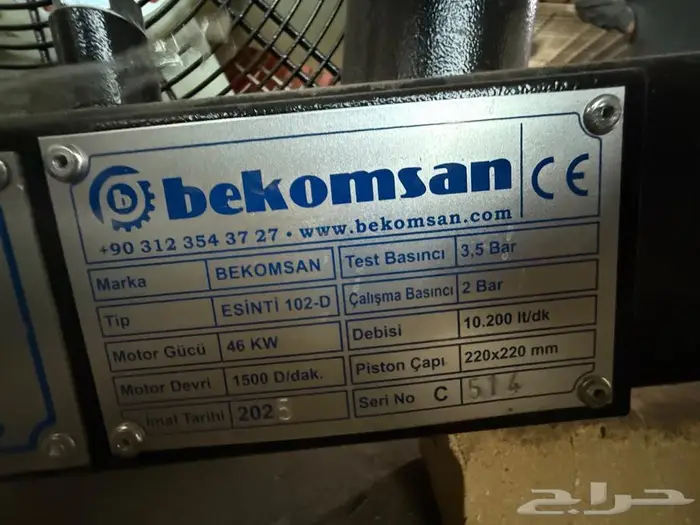 bekomsan
CE
+90 312 354 37 27 • www.bekomsan.com
Marka BEKOMSAN Test Basıncı 3,5 Bar
Tip ESİNTİ 102-D Çalışma Basıncı 2 Bar
Motor Gücü 46 KW Debisi 10.200 lt/dk
Motor Devri 1500 D/dak. Piston Çapı 220x220 mm
İmal Tarihi 2025 Seri No C 514
حراج